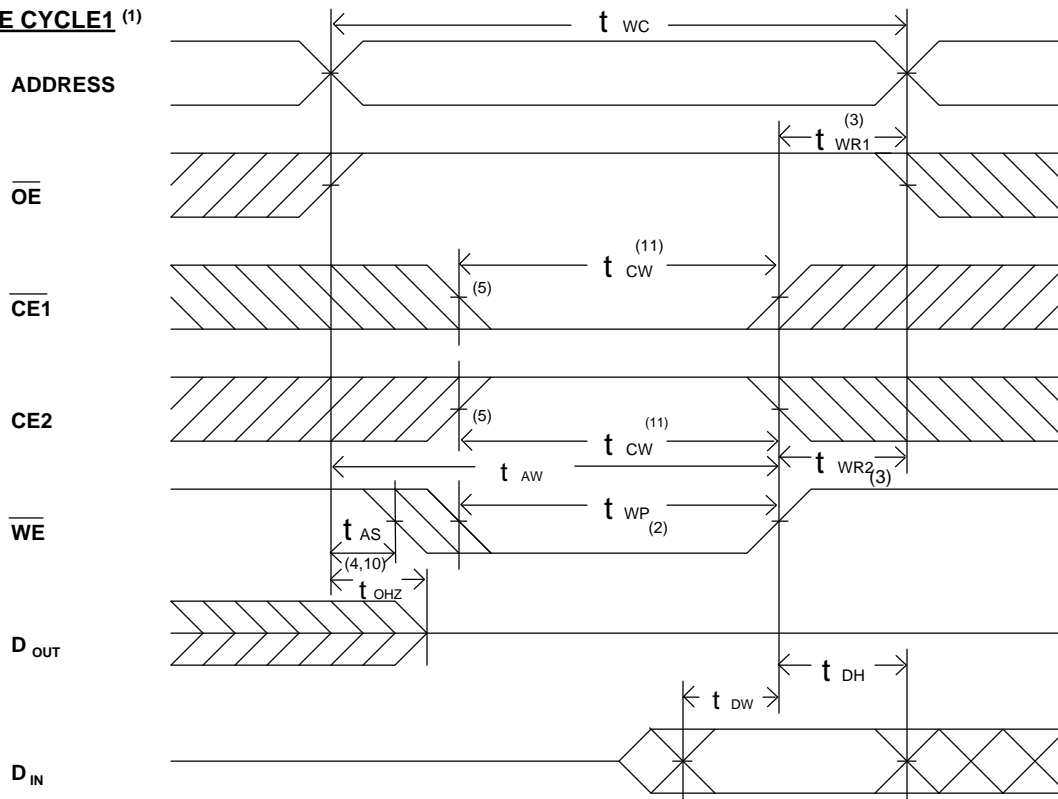 E CYCLE1 (1)
t WC
ADDRESS
(3)
t WR1
OE
(11)
t CW
CE1
(5)
CE2
(5)
(11)
t CW
t AW
t WR2
(3)
t WP
(2)
WE
t AS
(4,10)
t OHZ
D OUT
t DH
t DW
D IN